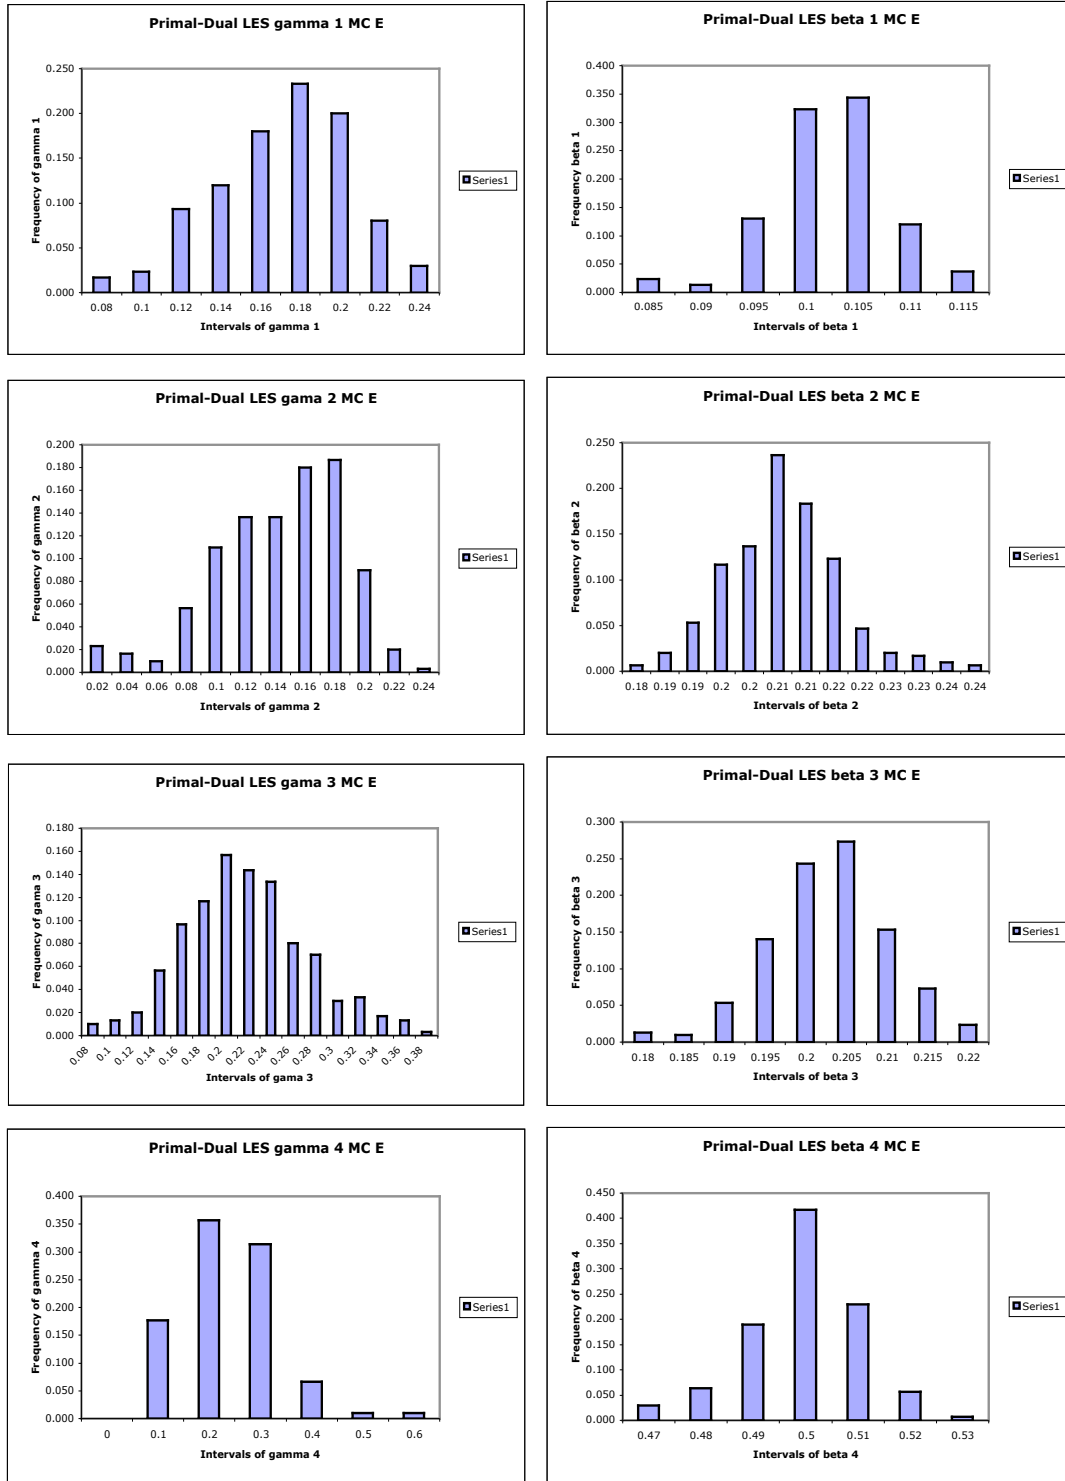 Primal-Dual LES gamma 1 MC E
Frequency of gamma 1
0.250
0.200
0.150
0.100
0.050
0.000
0.08 0.1 0.12 0.14 0.16 0.18 0.2 0.22 0.24
Intervals of gamma 1
Series1
Primal-Dual LES beta 1 MC E
Frequency beta 1
0.400
0.350
0.300
0.250
0.200
0.150
0.100
0.050
0.000
0.085 0.09 0.095 0.1 0.105 0.11 0.115
Intervals of beta 1
Series1
Primal-Dual LES gama 2 MC E
Frequency of gamma 2
0.200
0.180
0.160
0.140
0.120
0.100
0.080
0.060
0.040
0.020
0.000
0.02 0.04 0.06 0.08 0.1 0.12 0.14 0.16 0.18 0.2 0.22 0.24
Intervals of gamma 2
Series1
Primal-Dual LES beta 2 MC E
Frequency of beta 2
0.250
0.200
0.150
0.100
0.050
0.000
0.18 0.19 0.19 0.2 0.2 0.21 0.21 0.22 0.22 0.23 0.23 0.24 0.24
Intervals of beta 2
Series1
Primal-Dual LES gama 3 MC E
Frequency of gama 3
0.180
0.160
0.140
0.120
0.100
0.080
0.060
0.040
0.020
0.000
0.08 0.1 0.12 0.14 0.16 0.18 0.2 0.22 0.24 0.26 0.28 0.3 0.32 0.34 0.36 0.38
Intervals of gama 3
Series1
Primal-Dual LES beta 3 MC E
Frequency of beta 3
0.300
0.250
0.200
0.150
0.100
0.050
0.000
0.18 0.185 0.19 0.195 0.2 0.205 0.21 0.215 0.22
Intervals of beta 3
Series1
Primal-Dual LES gamma 4 MC E
Frequency of gamma 4
0.400
0.350
0.300
0.250
0.200
0.150
0.100
0.050
0.000
0 0.1 0.2 0.3 0.4 0.5 0.6
Intervals of gamma 4
Series1
Primal-Dual LES beta 4 MC E
Frequency of beta 4
0.450
0.400
0.350
0.300
0.250
0.200
0.150
0.100
0.050
0.000
0.47 0.48 0.49 0.5 0.51 0.52 0.53
Intervals of beta 4
Series1